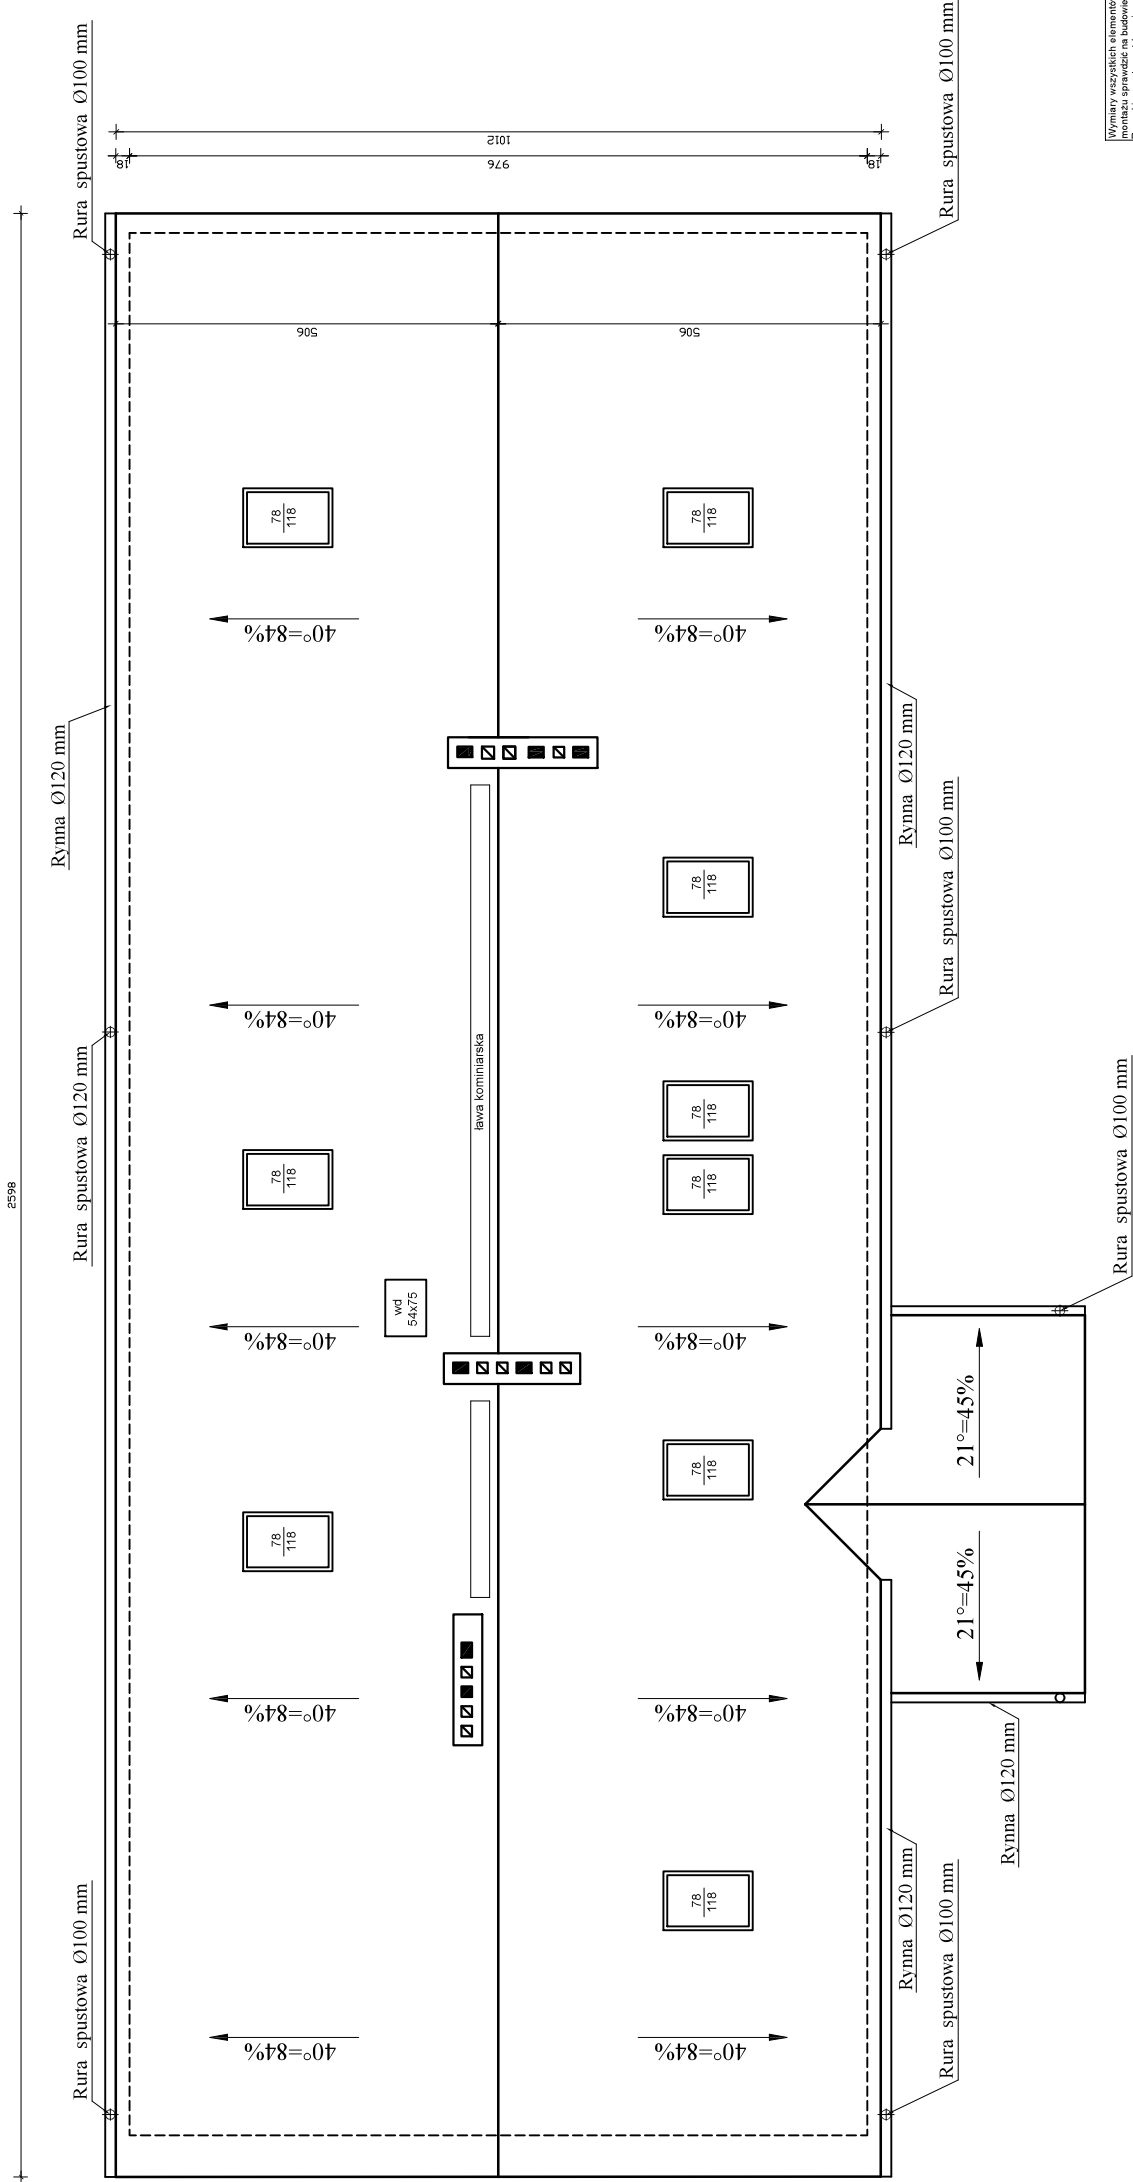 Rura spustowa Ø100 mm
Rura spustowa Ø100 mm
Wymiary wszystkich elementów
montażu sprawdzić na budowie
1012
18
976
18
506
506
78
118
78
118
40°=84%
40°=84%
Rynna Ø120 mm
Rynna Ø120 mm
78
118
Rura spustowa Ø100 mm
40°=84%
40°=84%
ława kominiarska
Rura spustowa Ø120 mm
78
118
78
118
78
118
Rura spustowa Ø100 mm
2598
wd
54x75
40°=84%
40°=84%
21°=45%
78
118
78
118
21°=45%
40°=84%
40°=84%
Rynna Ø120 mm
Rynna Ø120 mm
78
118
Rura spustowa Ø100 mm
Rura spustowa Ø100 mm
40°=84%
40°=84%